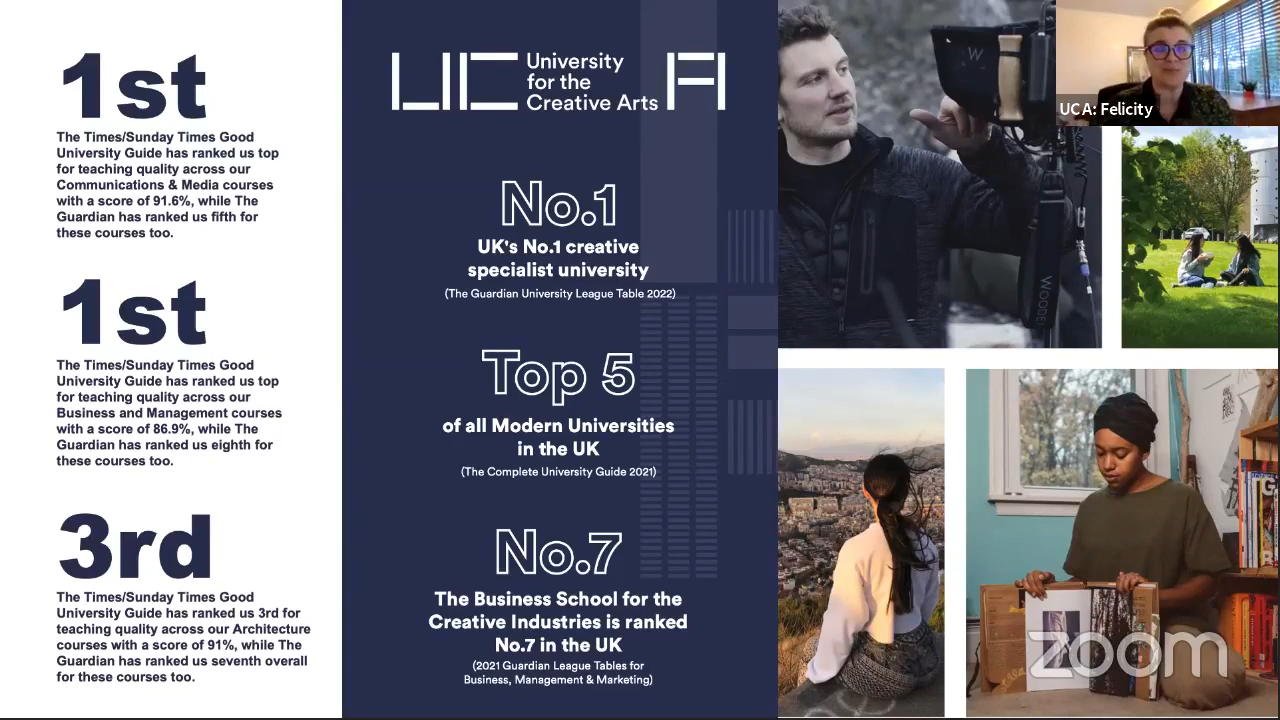 1st
The Times/Sunday Times Good
University Guide has ranked us top
for teaching quality across our
Communications & Media courses
with a score of 91.6%, while The
Guardian has ranked us fifth for
these courses too.
1st
The Times/Sunday Times Good
University Guide has ranked us top
for teaching quality across our
Business and Management courses
with a score of 86.9%, while The
Guardian has ranked us eighth for
these courses too.
3rd
The Times/Sunday Times Good
University Guide has ranked us 3rd for
teaching quality across our Architecture
courses with a score of 91%, while The
Guardian has ranked us seventh overall
for these courses too.
UC
University
for the
Creative Arts
A
No.1
UK's No.1 creative
specialist university
(The Guardian University League Table 2022)
Top 5
of all Modern Universities
in the UK
(The Complete University Guide 2021)
No.7
The Business School for the
Creative Industries is ranked
No.7 in the UK
(2021 Guardian League Tables for
Business, Management & Marketing)
W
UCA: Felicity
zoom